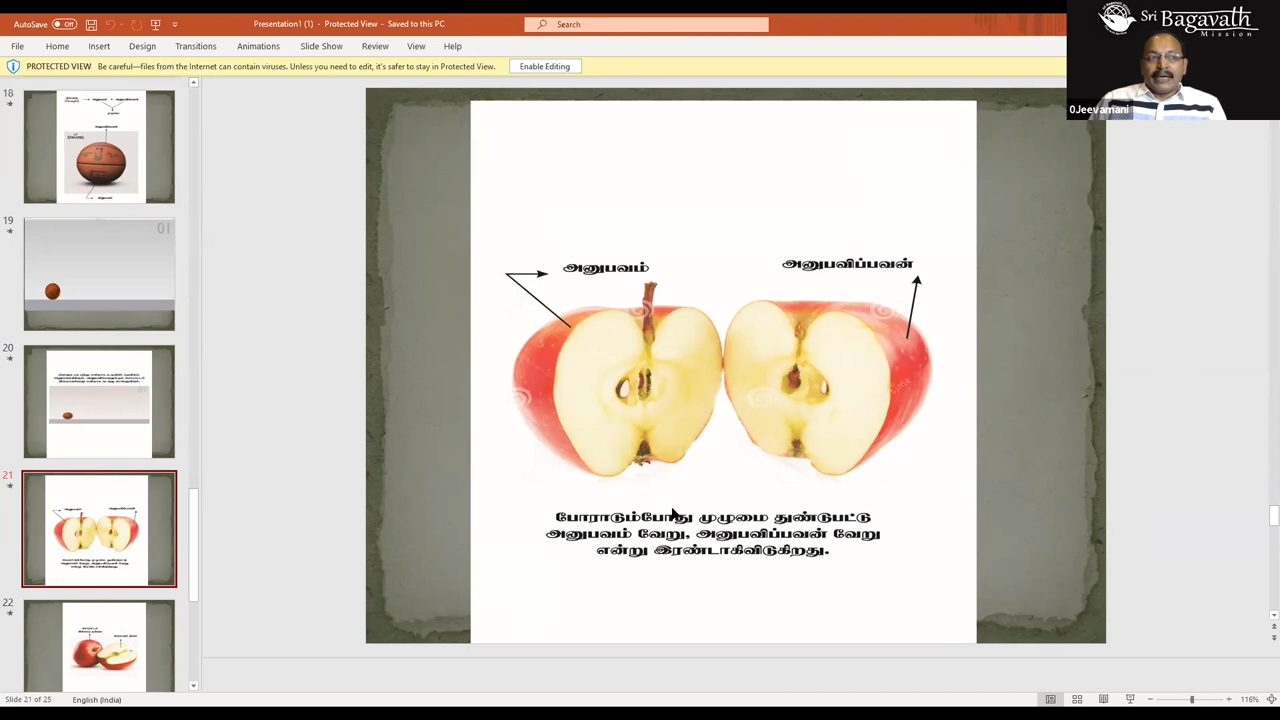 AutoSave Off
Presentation1 (1) - Protected View - Saved to this PC
Search
File Home Insert Design Transitions Animations Slide Show Review View Help
PROTECTED VIEW Be careful—files from the Internet can contain viruses. Unless you need to edit, it's safer to stay in Protected View. Enable Editing
Sri Bagavath
Mission
0Jeevamani
18
19
01
20
21
22
அனுபவம்
அனுபவிப்பவன்
போராடும்போது முழுமை துண்டுபட்டு
அனுபவம் வேறு, அனுபவிப்பவன் வேறு
என்று இரண்டாகிவிடுகிறது.
Slide 21 of 25 English (India)
116%